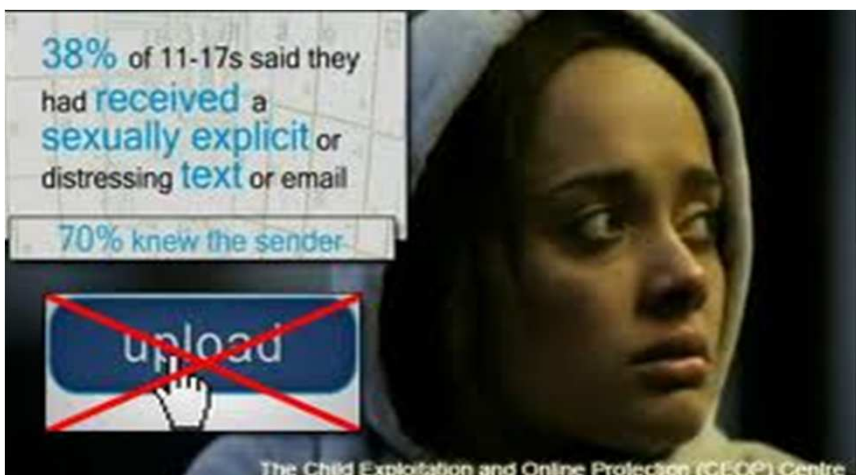 38% of 11-17s said they
had received a
sexually explicit or
distressing text or email
70% knew the sender
upload
The Child Exploitation and Online Protection (CEOP) Centre